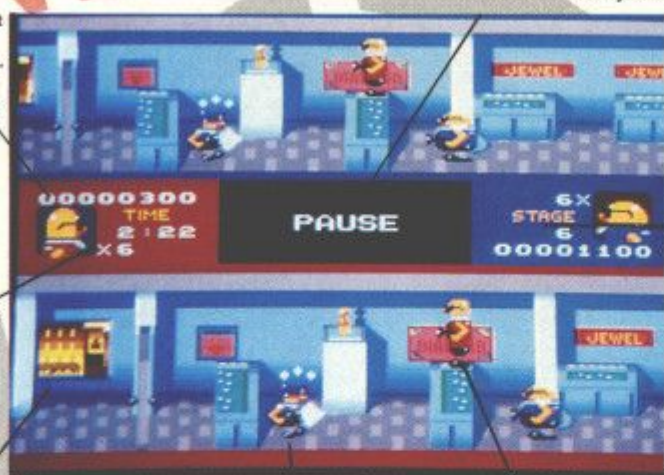 JEWEL
00000300
TIME
2:22
×6
PAUSE
6×
STAGE
6
00001100
JEWEL